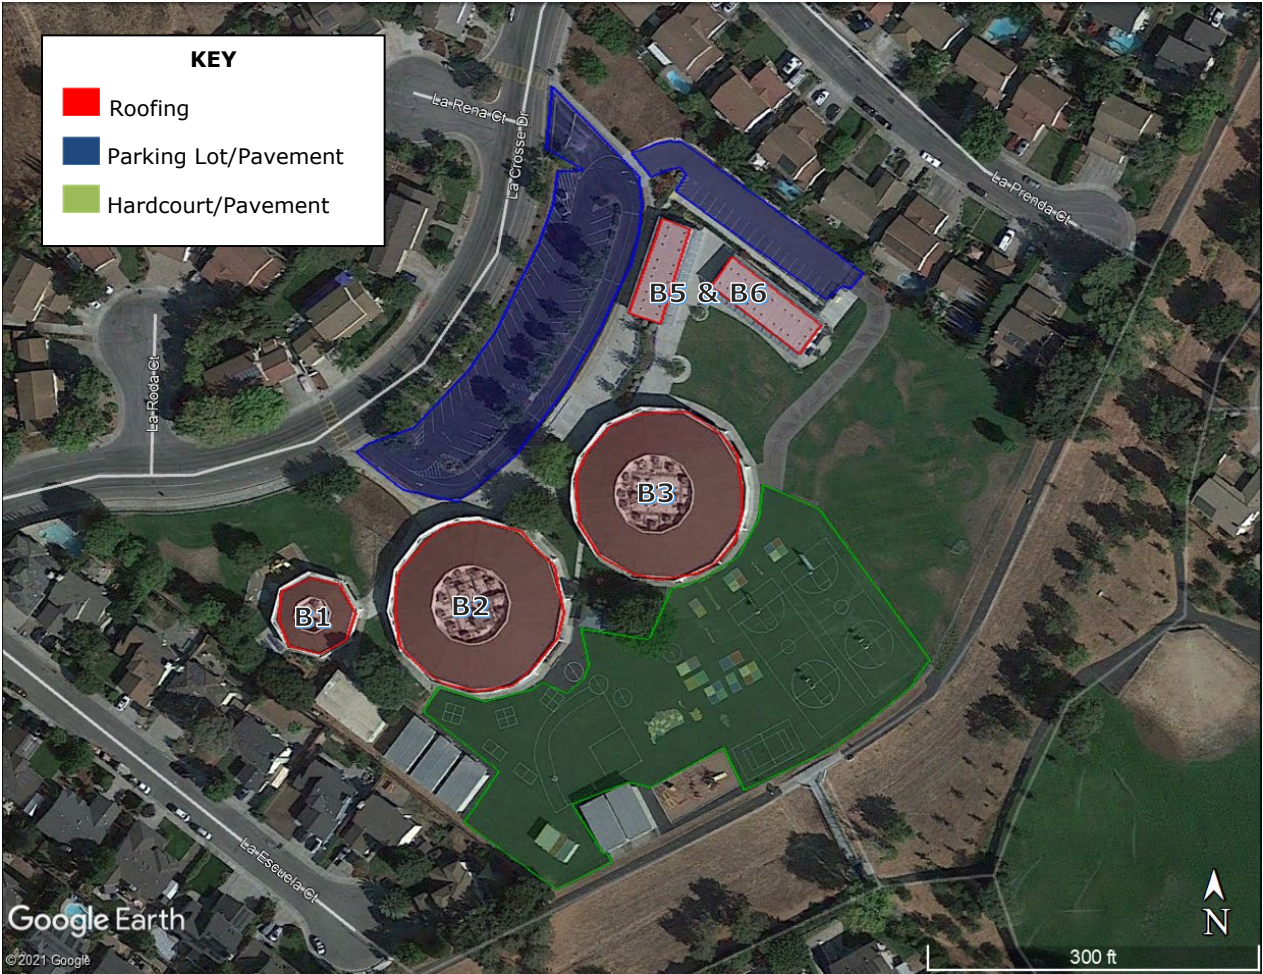 KEY
Roofing
Parking Lot/Pavement
Hardcourt/Pavement
La Rena Ct
La Crosse Dr
La Prenda Ct
B5 & B6
La Roda Ct
B3
B2
B1
La Escuela Ct
Google Earth
©2021 Google
N
300 ft